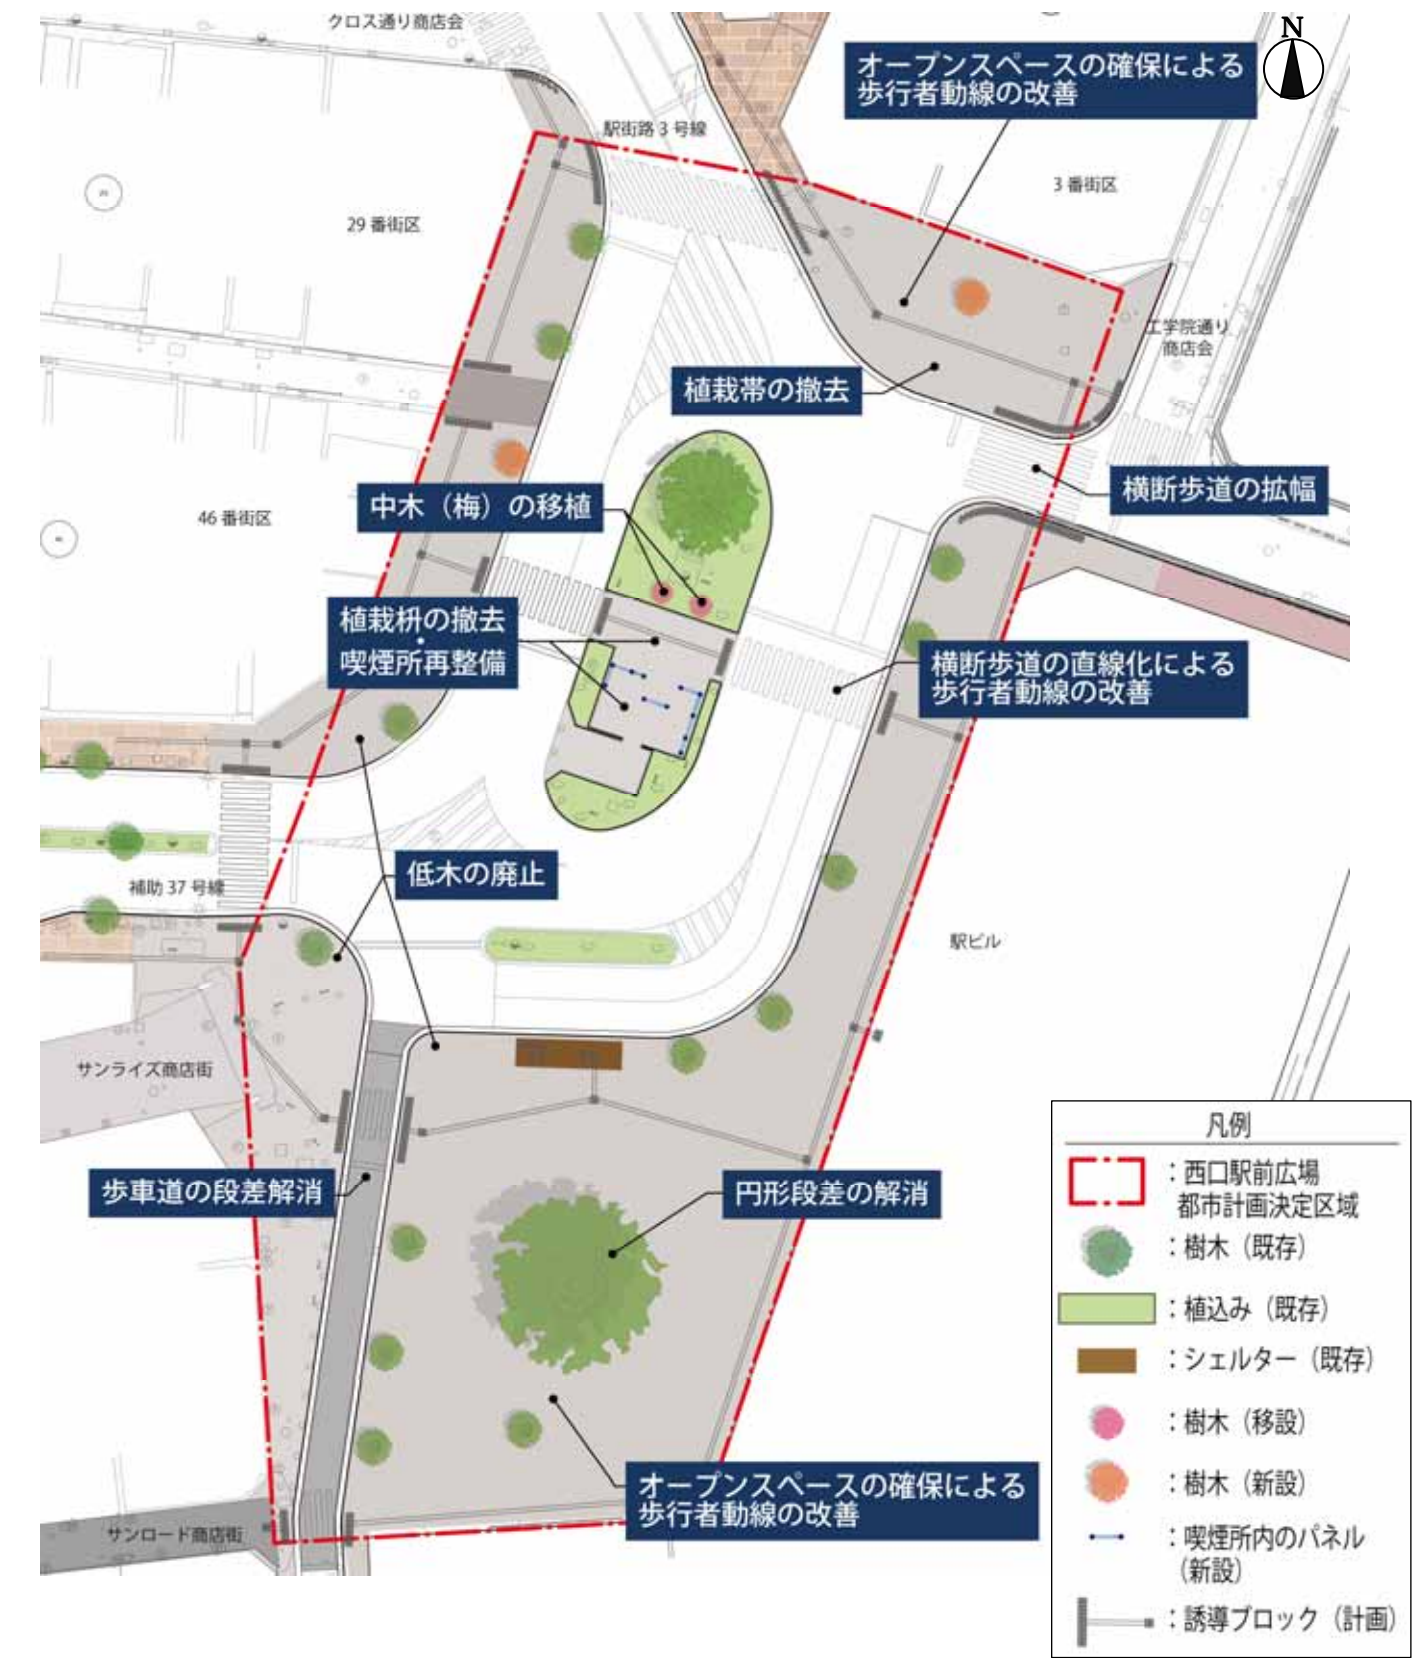 クロス通り商店会
N
オープンスペースの確保による
歩行者動線の改善
駅街路3号線
3番街区
29番街区
工学院通り
商店会
植栽帯の撤去
横断歩道の拡幅
中木（梅）の移植
46番街区
植栽枡の撤去
・
喫煙所再整備
横断歩道の直線化による
歩行者動線の改善
低木の廃止
補助37号線
駅ビル
サンライズ商店街
歩車道の段差解消
円形段差の解消
オープンスペースの確保による
歩行者動線の改善
サンロード商店街
凡例
：西口駅前広場
都市計画決定区域
：樹木（既存）
：植込み（既存）
：シェルター（既存）
：樹木（移設）
：樹木（新設）
：喫煙所内のパネル
（新設）
：誘導ブロック（計画）